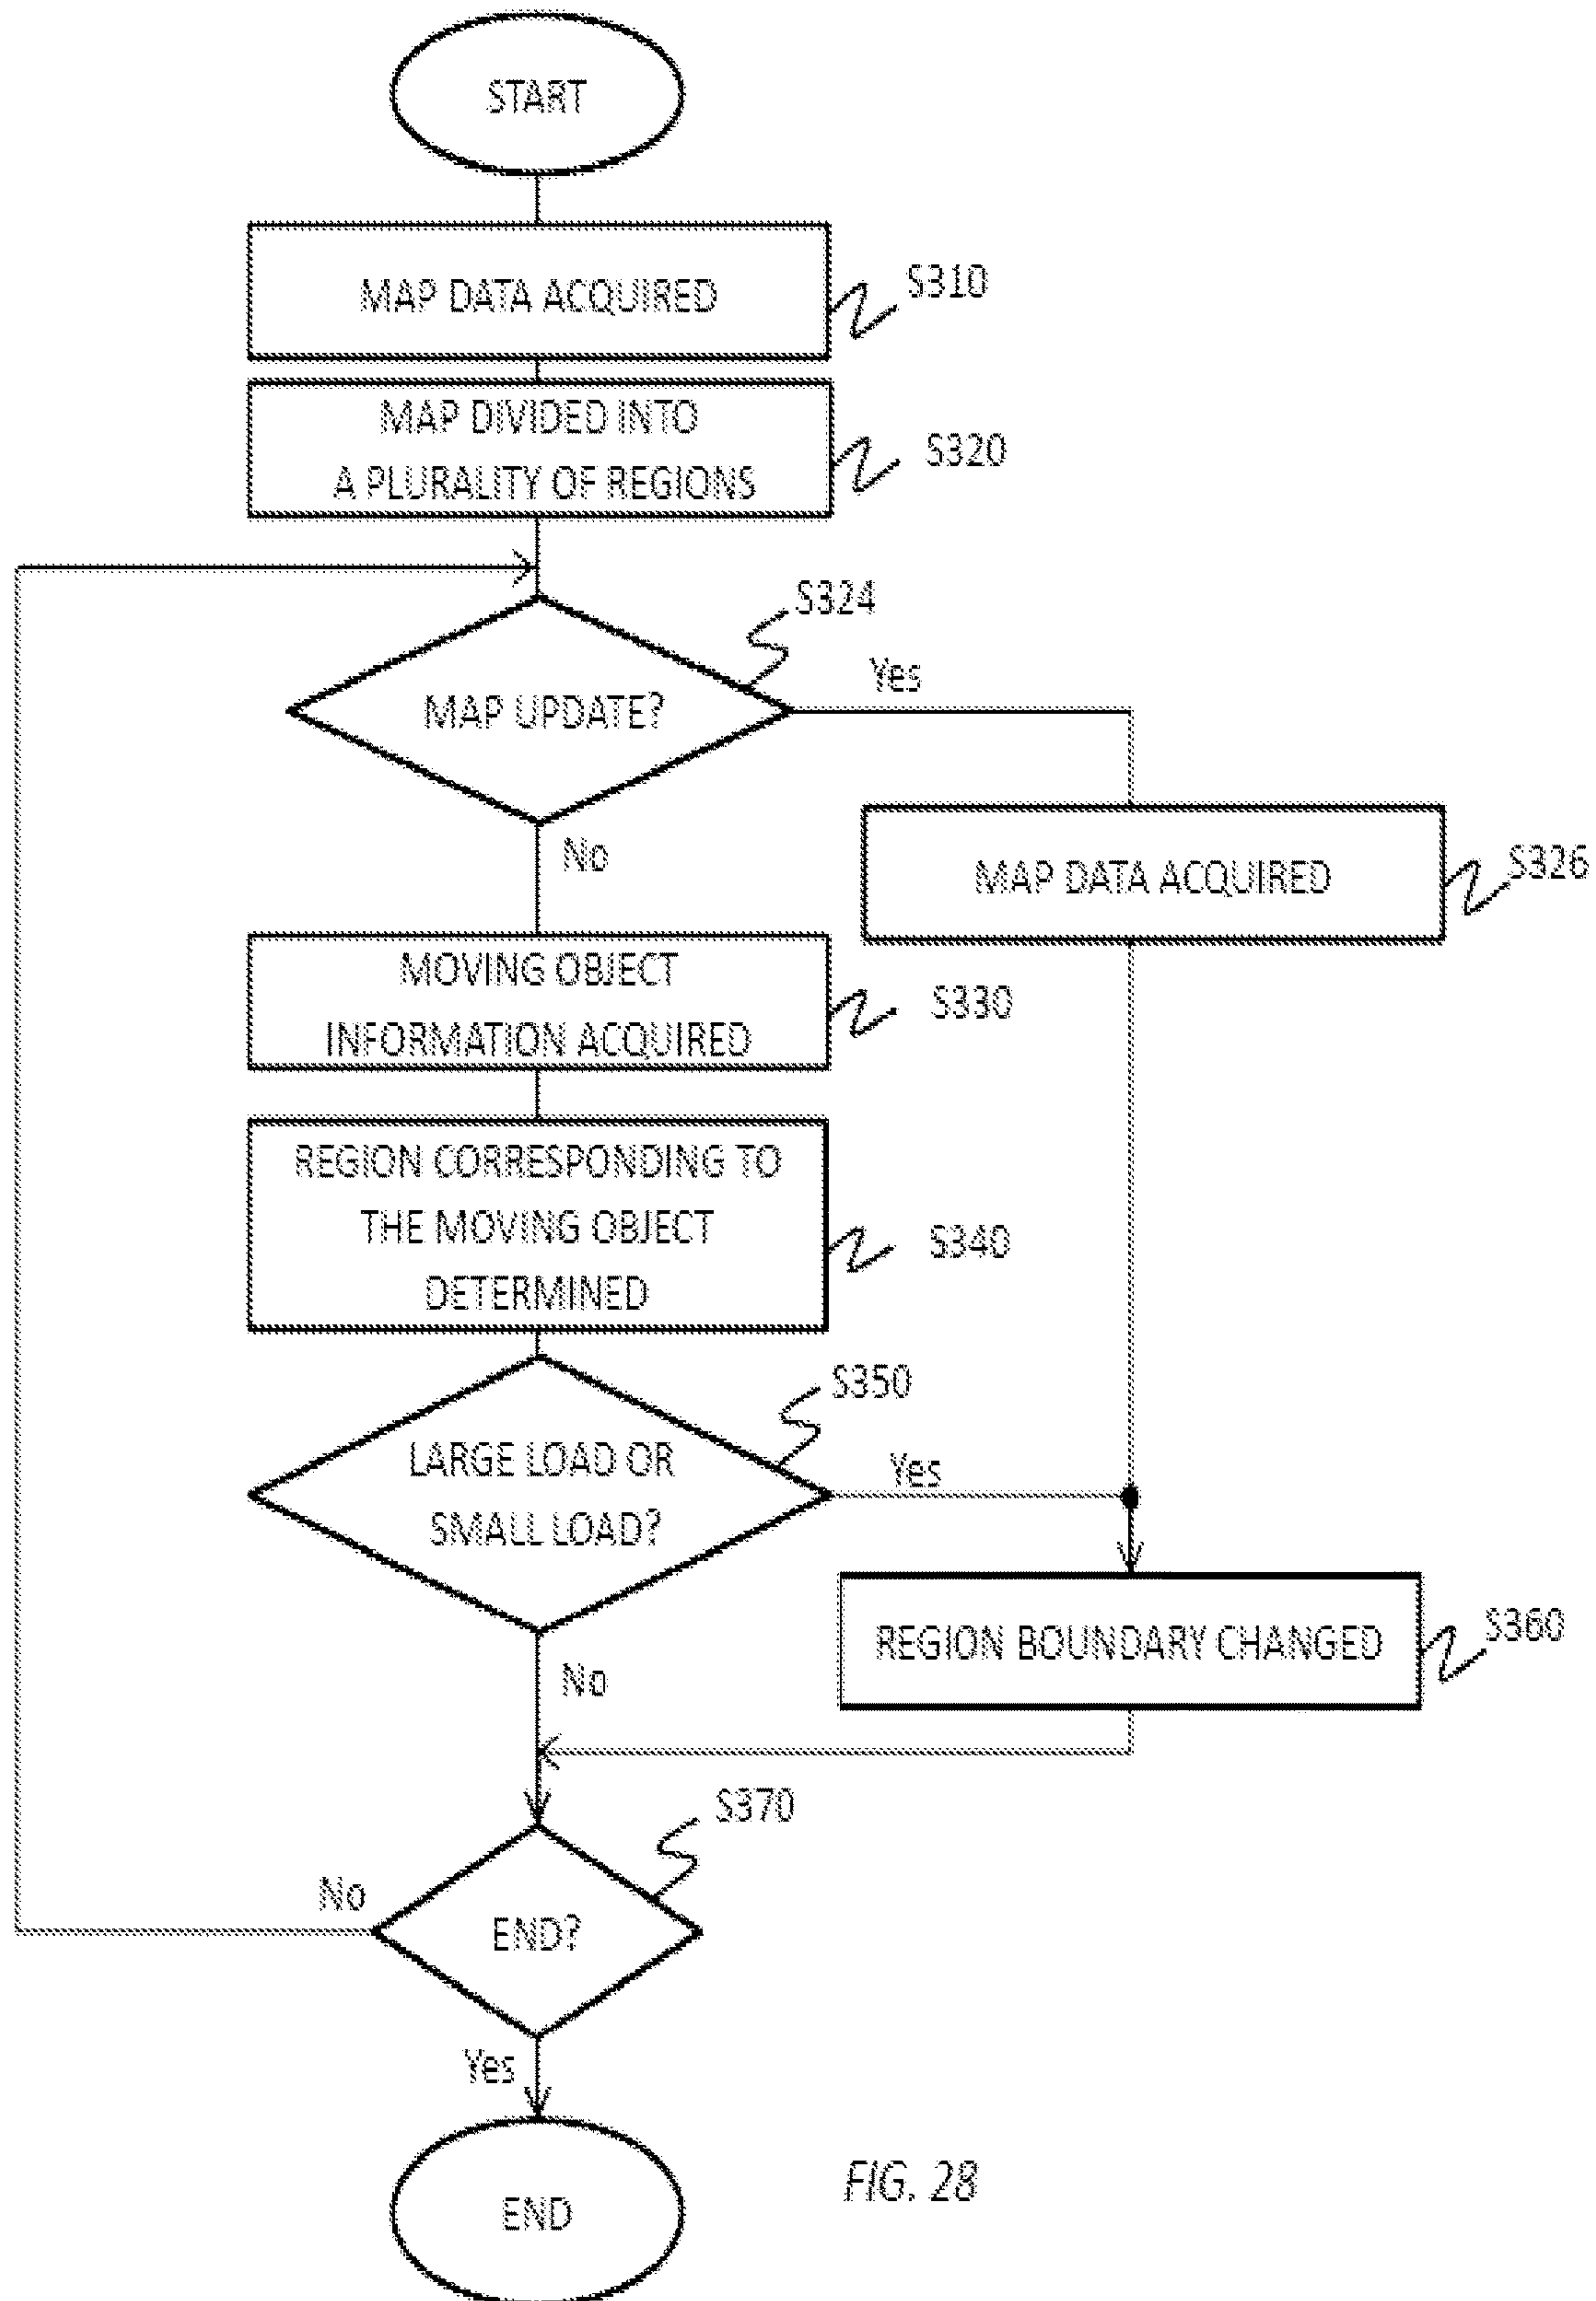 START
MAP DATA ACQUIRED
S310
MAP DIVIDED INTO
A PLURALITY OF REGIONS
S320
S324
MAP UPDATE?
Yes
No
MAP DATA ACQUIRED
S326
MOVING OBJECT
INFORMATION ACQUIRED
S330
REGION CORRESPONDING TO
THE MOVING OBJECT
DETERMINED
S340
S350
LARGE LOAD OR
SMALL LOAD?
Yes
No
REGION BOUNDARY CHANGED
S360
S370
END?
No
Yes
END
FIG. 28